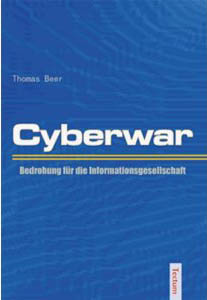 Thomas Beer
Cyberwar
Bedrohung für die Informationsgesellschaft
Tectum